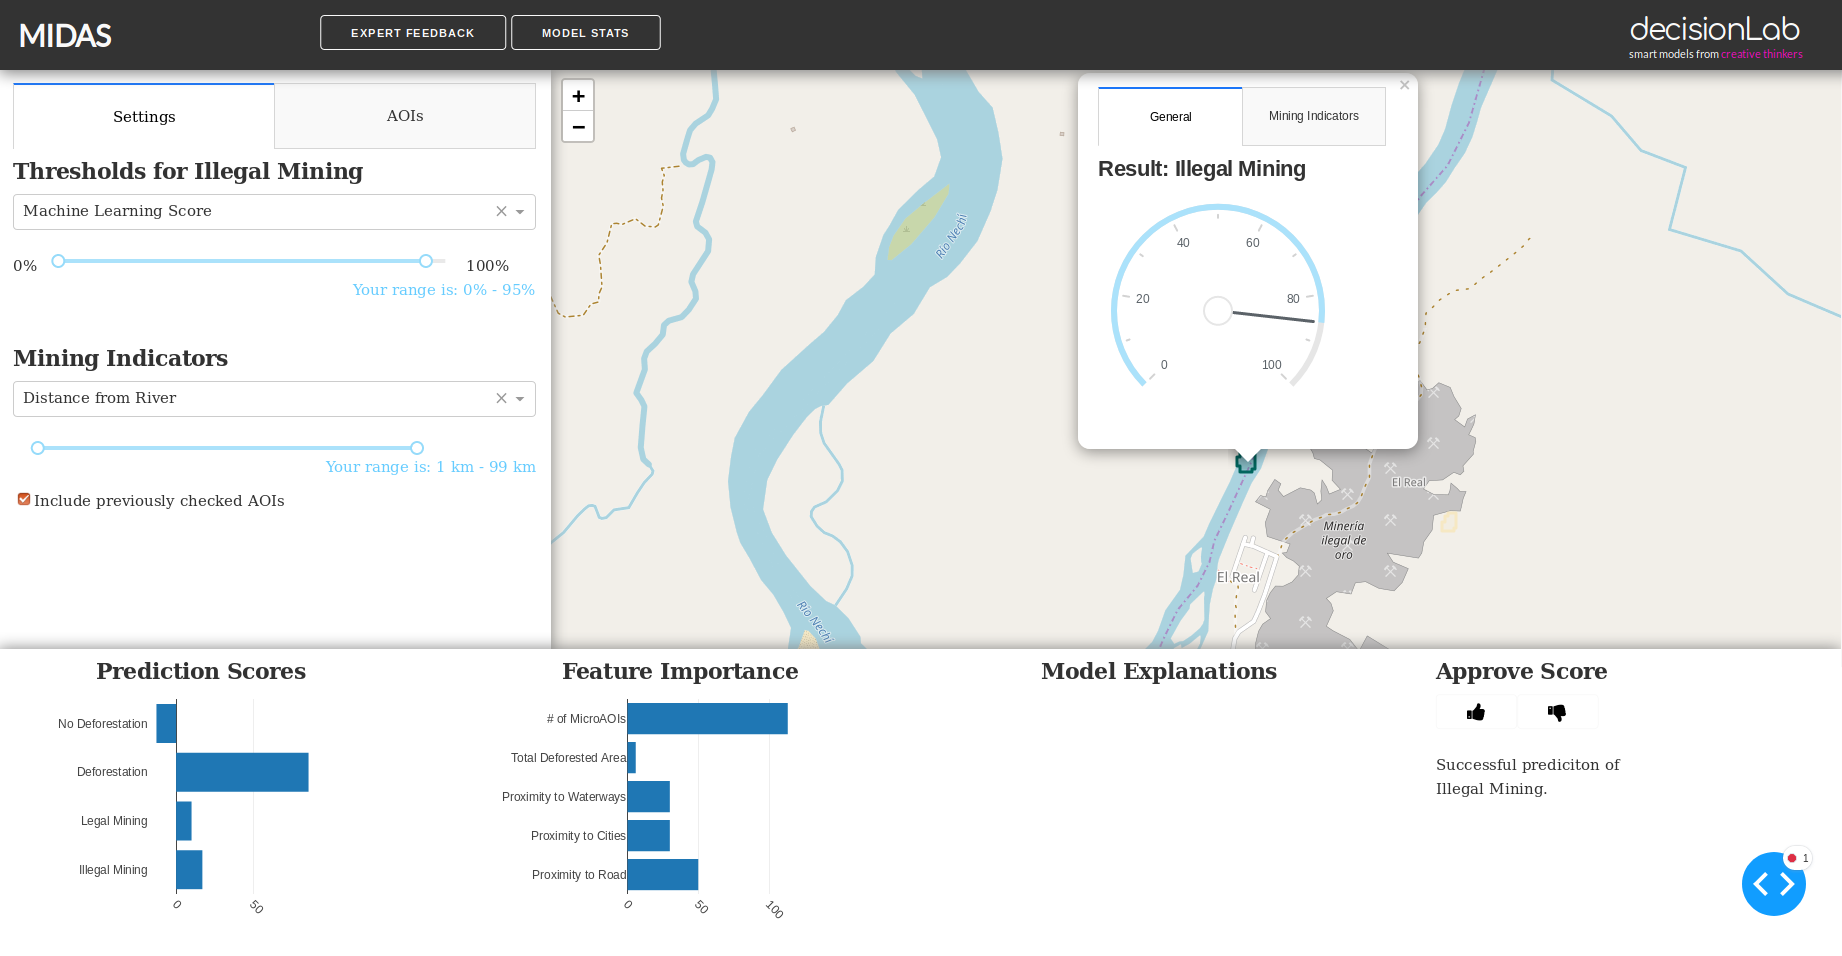 MIDAS
EXPERT FEEDBACK
MODEL STATS
decisionLab
smart models from creative thinkers
Settings
AOIs
Thresholds for Illegal Mining
Machine Learning Score
0%
100%
Your range is: 0% - 95%
Mining Indicators
Distance from River
Your range is: 1 km - 99 km
Include previously checked AOIs
+
−
Rio Nechí
Rio Nechí
General
Mining Indicators
×
Result: Illegal Mining
0
20
40
60
80
100
El Real
Minería
ilegal de
oro
El Real
Prediction Scores
No Deforestation
Deforestation
Legal Mining
Illegal Mining
0
50
Feature Importance
# of MicroAOIs
Total Deforested Area
Proximity to Waterways
Proximity to Cities
Proximity to Road
0
50
100
Model Explanations
Approve Score
Successful prediciton of
Illegal Mining.
1